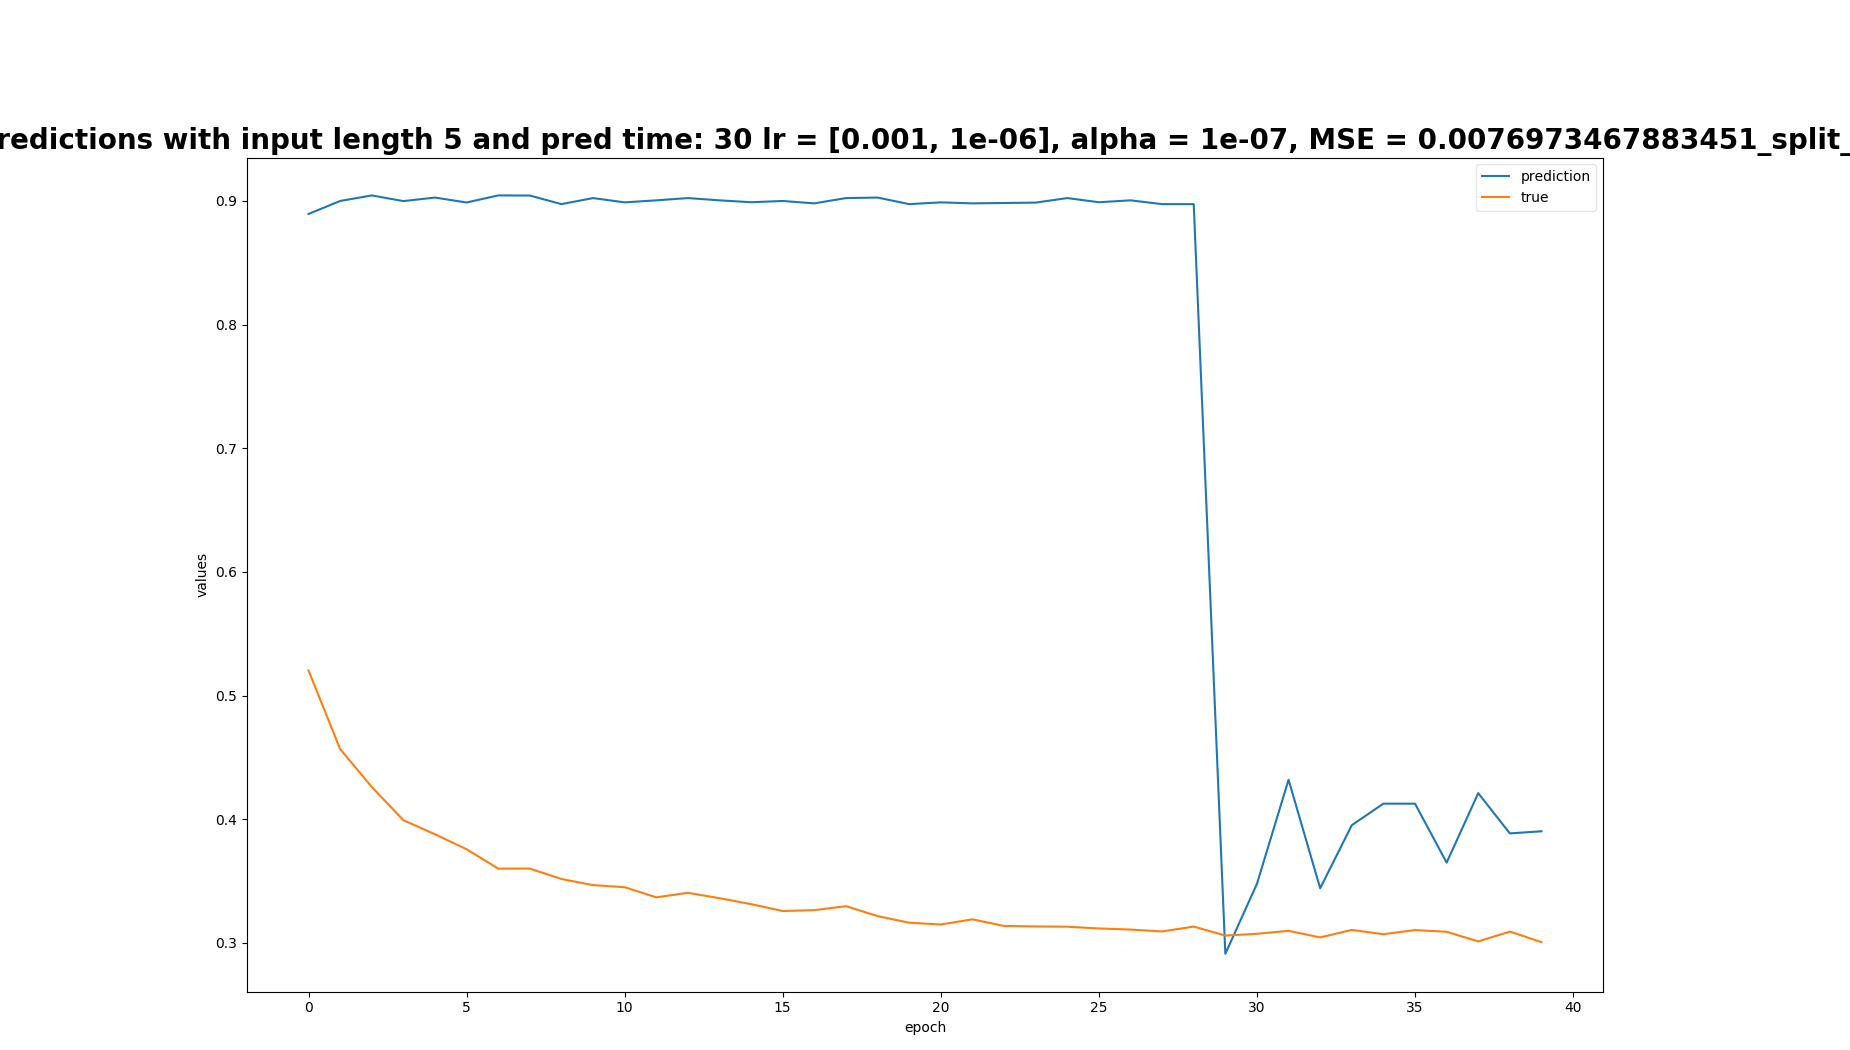 redictions with input length 5 and pred time: 30 lr = [0.001, 1e-06], alpha = 1e-07, MSE = 0.0076973467883451_split_
prediction
true
0.9
0.8
0.7
0.6
0.5
0.4
0.3
values
0 5 10 15 20 25 30 35 40
epoch